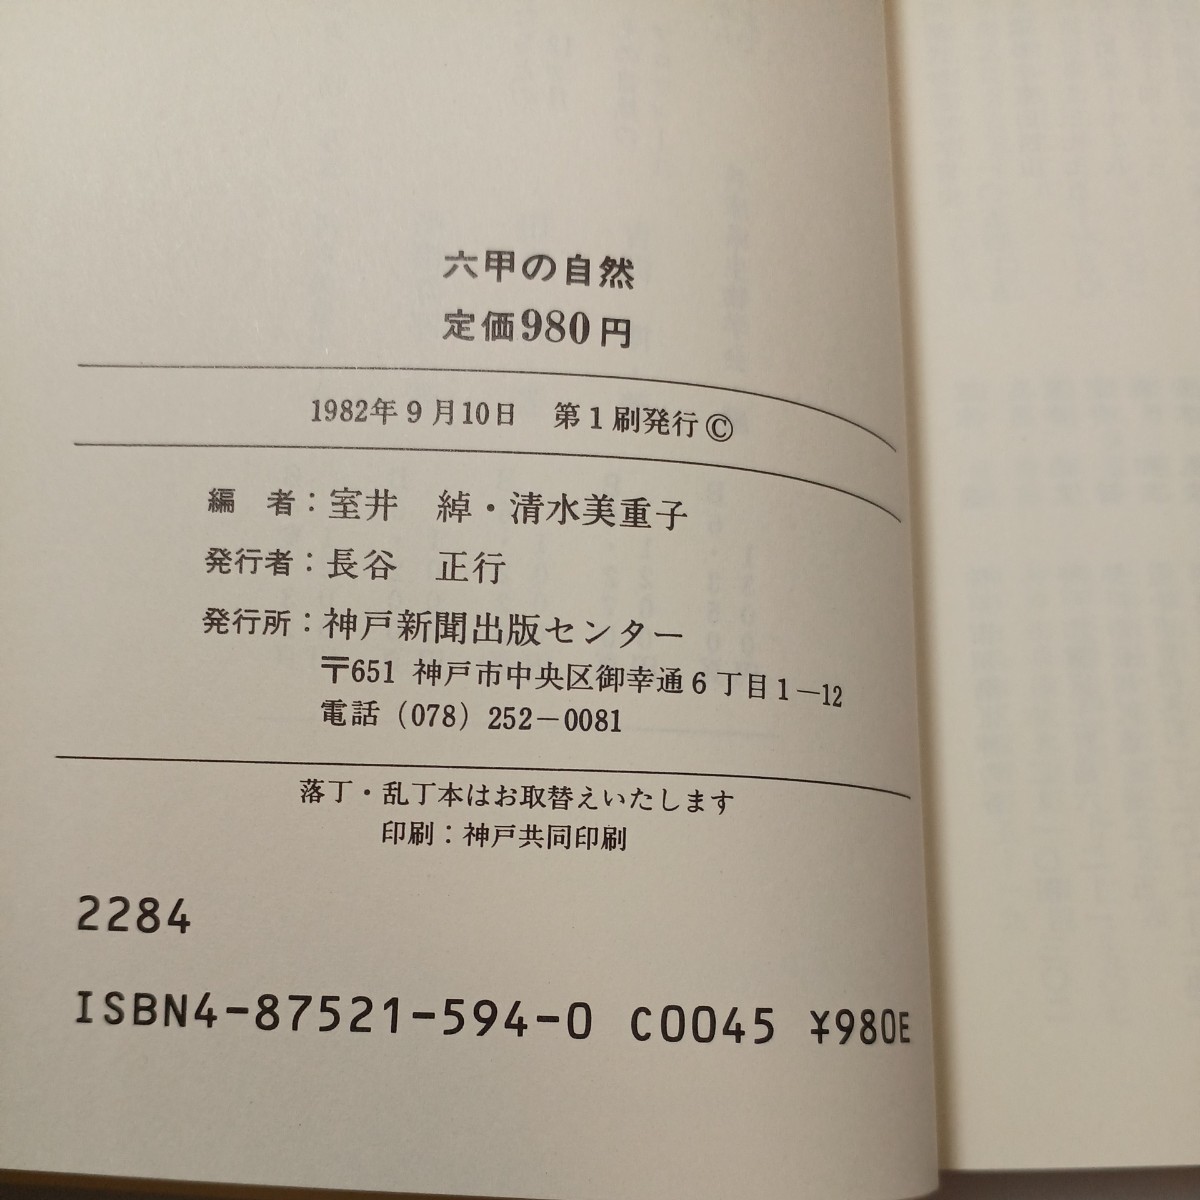 六甲の自然
定価980円
1982年9月10日　第1刷発行©
編　者：室井　綽・清水美重子
発行者：長谷　正行
発行所：神戸新聞出版センター
〒651 神戸市中央区御幸通6丁目1−12
電話（078）252−0081
落丁・乱丁本はお取替えいたします
印刷：神戸共同印刷
2284
ISBN4-87521-594-0 C0045 ¥980E